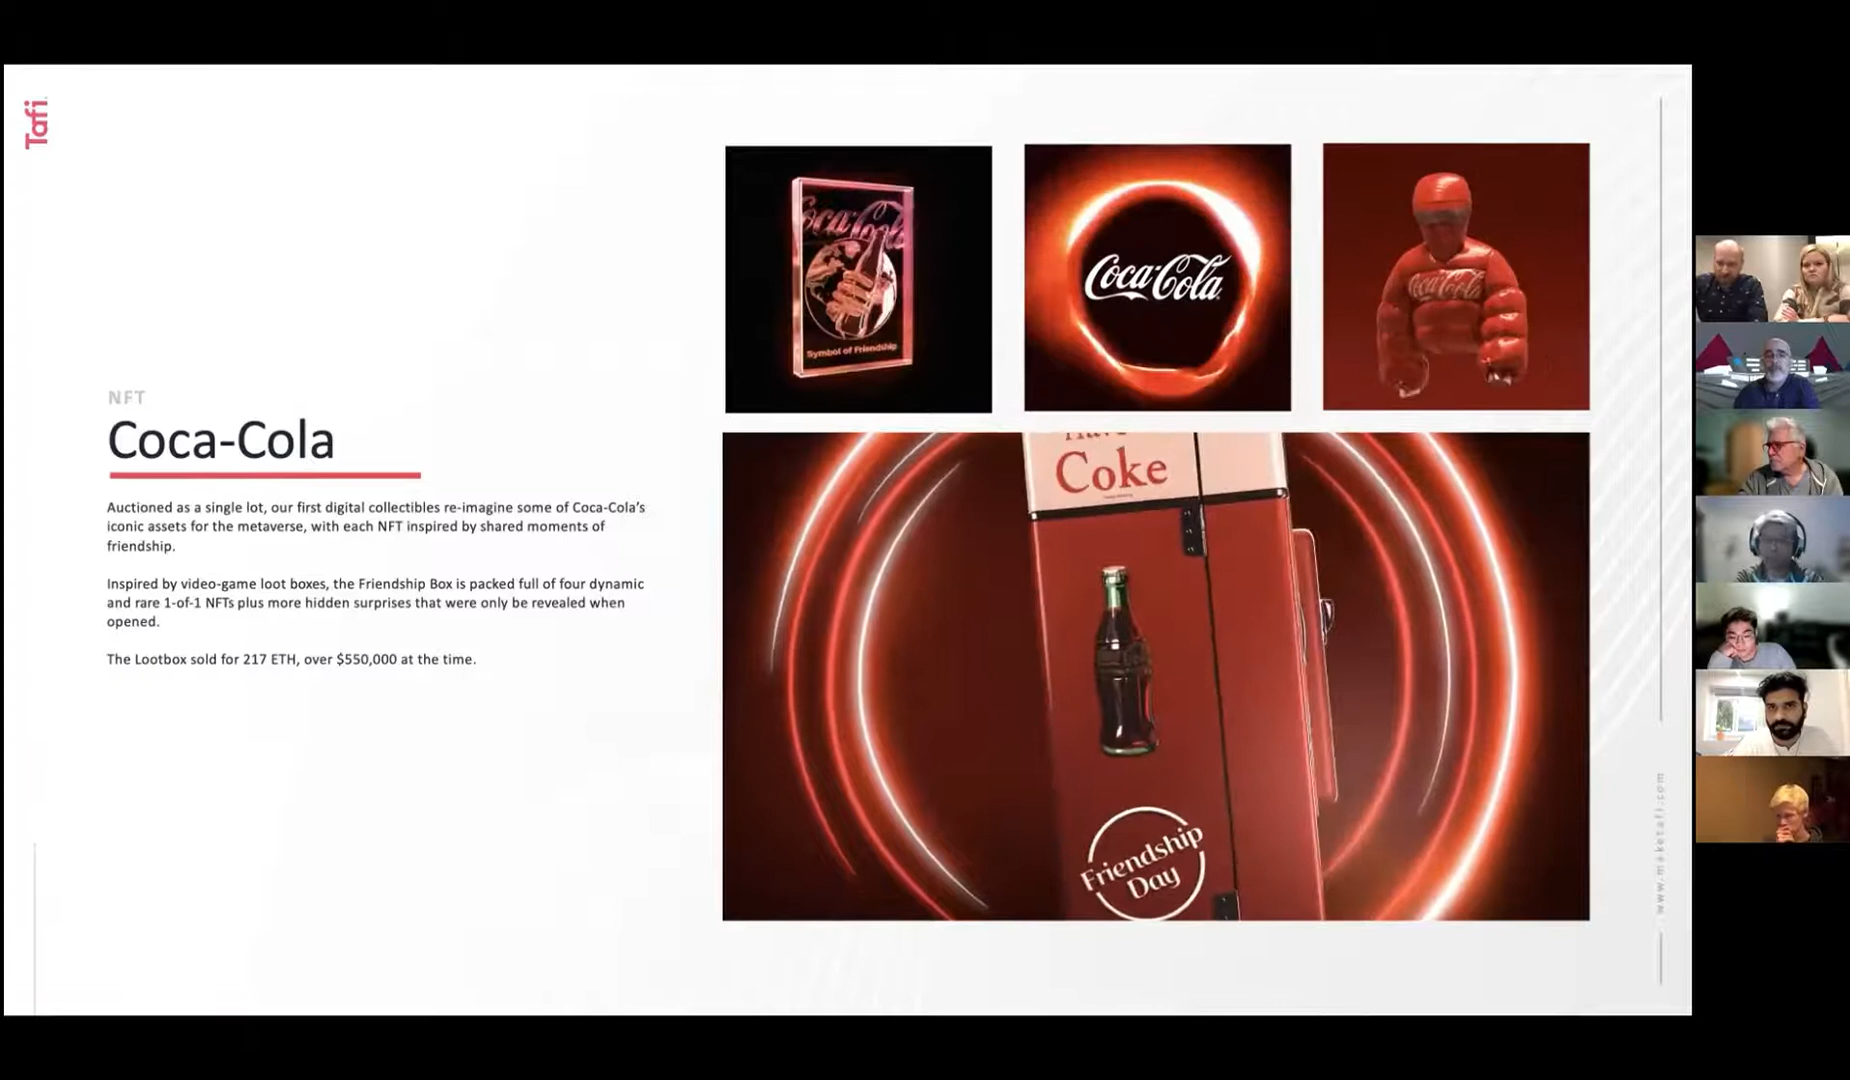 Tafi
NFT
Coca-Cola
Auctioned as a single lot, our first digital collectibles re-imagine some of Coca-Cola's
iconic assets for the metaverse, with each NFT inspired by shared moments of
friendship.
Inspired by video-game loot boxes, the Friendship Box is packed full of four dynamic
and rare 1-of-1 NFTs plus more hidden surprises that were only be revealed when
opened.
The Lootbox sold for 217 ETH, over $550,000 at the time.
Coca-Cola
Symbol of Friendship
Coca-Cola
Coca-Cola
Coke
Friendship
Day
www.maketafi.com